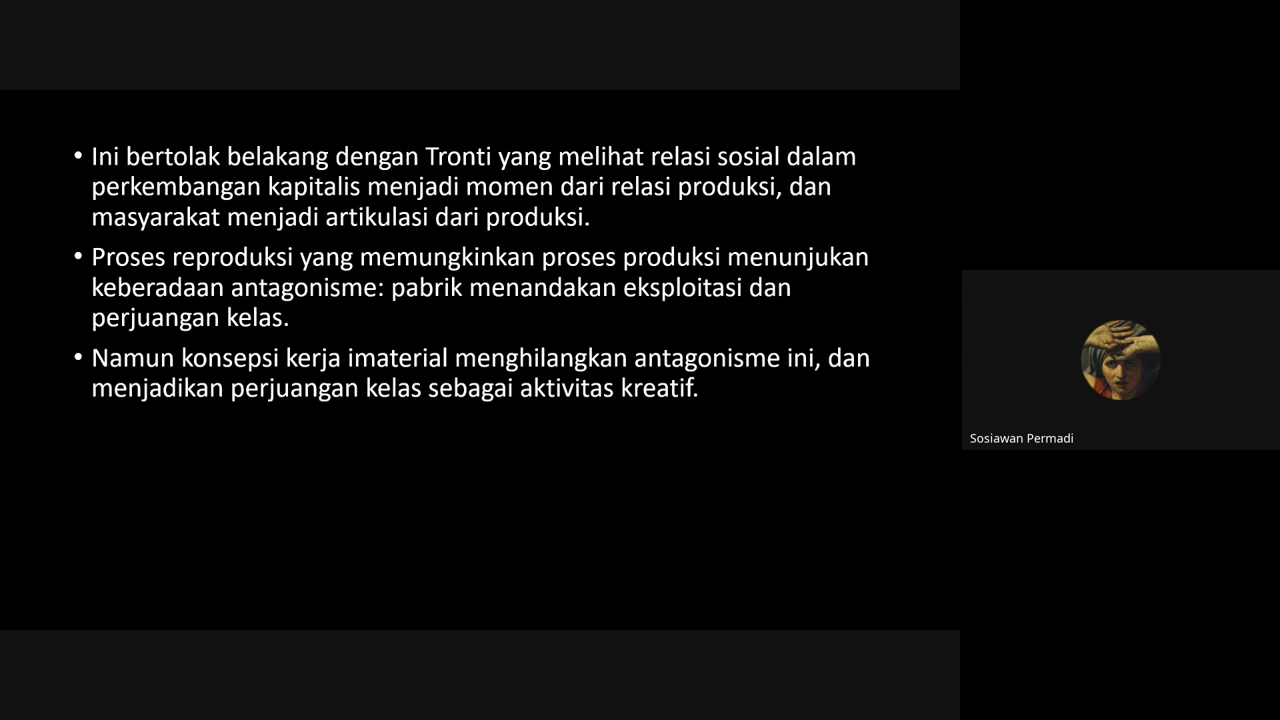 • Ini bertolak belakang dengan Tronti yang melihat relasi sosial dalam
perkembangan kapitalis menjadi momen dari relasi produksi, dan
masyarakat menjadi artikulasi dari produksi.
• Proses reproduksi yang memungkinkan proses produksi menunjukan
keberadaan antagonisme: pabrik menandakan eksploitasi dan
perjuangan kelas.
• Namun konsepsi kerja imaterial menghilangkan antagonisme ini, dan
menjadikan perjuangan kelas sebagai aktivitas kreatif.
Sosiawan Permadi